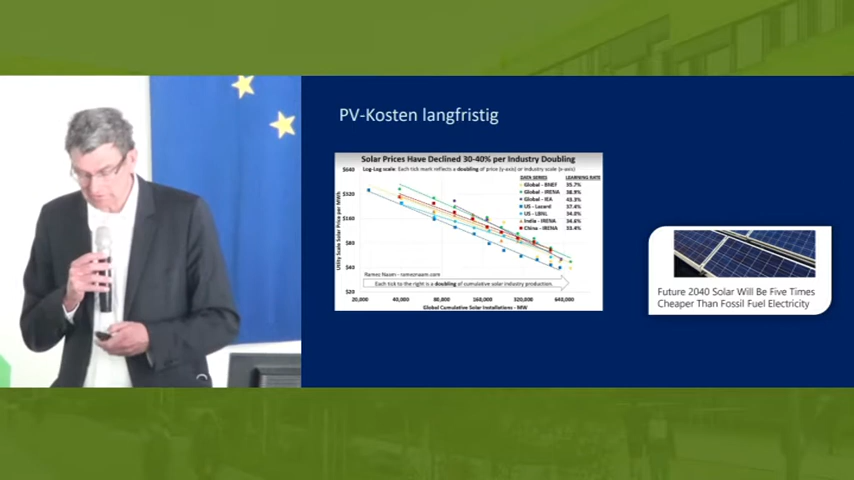 PV-Kosten langfristig
Solar Prices Have Declined 30-40% per Industry Doubling
Log-Log scale: Each tick mark reflects a doubling of price (y-axis) or industry scale (x-axis)
$640
$320
$160
$80
$40
$20
Utility Scale Solar Price per MWh
DATA SERIES LEARNING RATE
Global - BNEF 35.7%
Global - IRENA 38.9%
Global - IEA 43.3%
US - Lazard 37.4%
US - LBNL 34.0%
India - IRENA 34.6%
China - IRENA 33.4%
Ramez Naam - rameznaam.com
Each tick to the right is a doubling of cumulative solar industry production.
20,000 40,000 80,000 160,000 320,000 640,000
Global Cumulative Solar Installations - MW
Future 2040 Solar Will Be Five Times
Cheaper Than Fossil Fuel Electricity